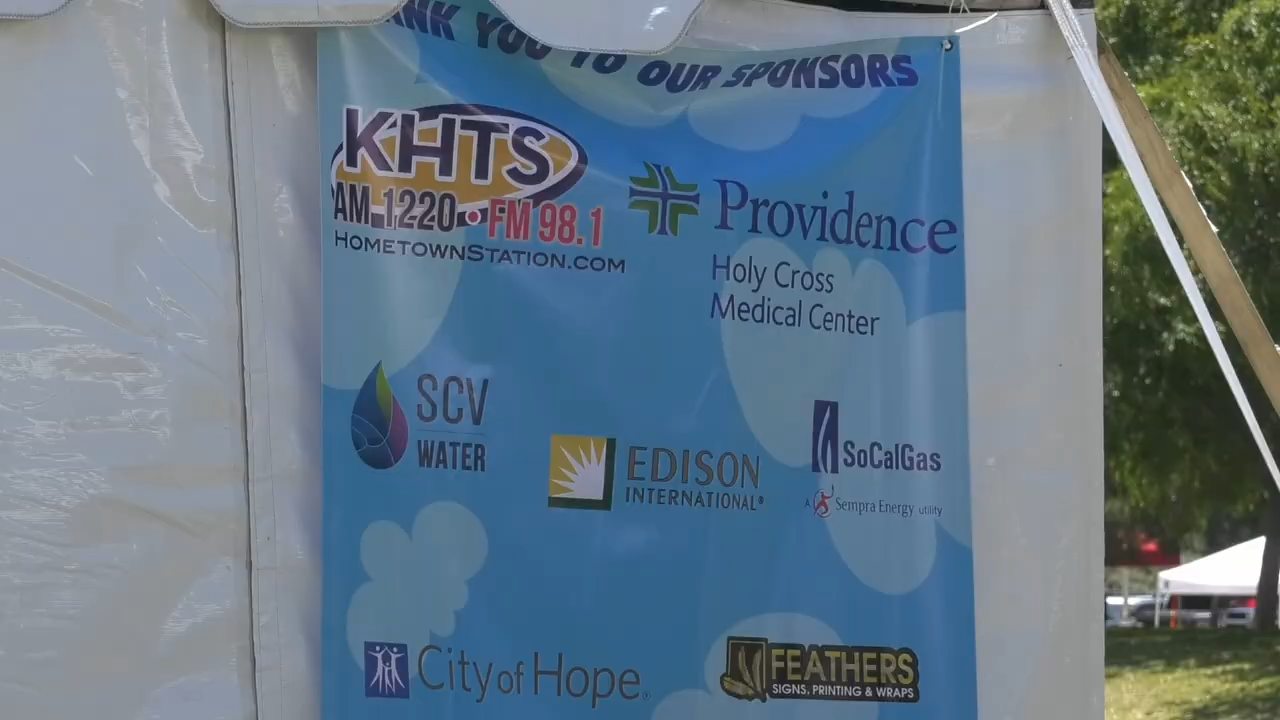 ANK YOU TO OUR SPONSORS
KHTS
AM 1220 • FM 98.1
HOMETOWNSTATION.COM
Providence
Holy Cross
Medical Center
SCV
WATER
EDISON
INTERNATIONAL®
SoCalGas
A Sempra Energy utility
City of Hope®
FEATHERS
SIGNS, PRINTING & WRAPS